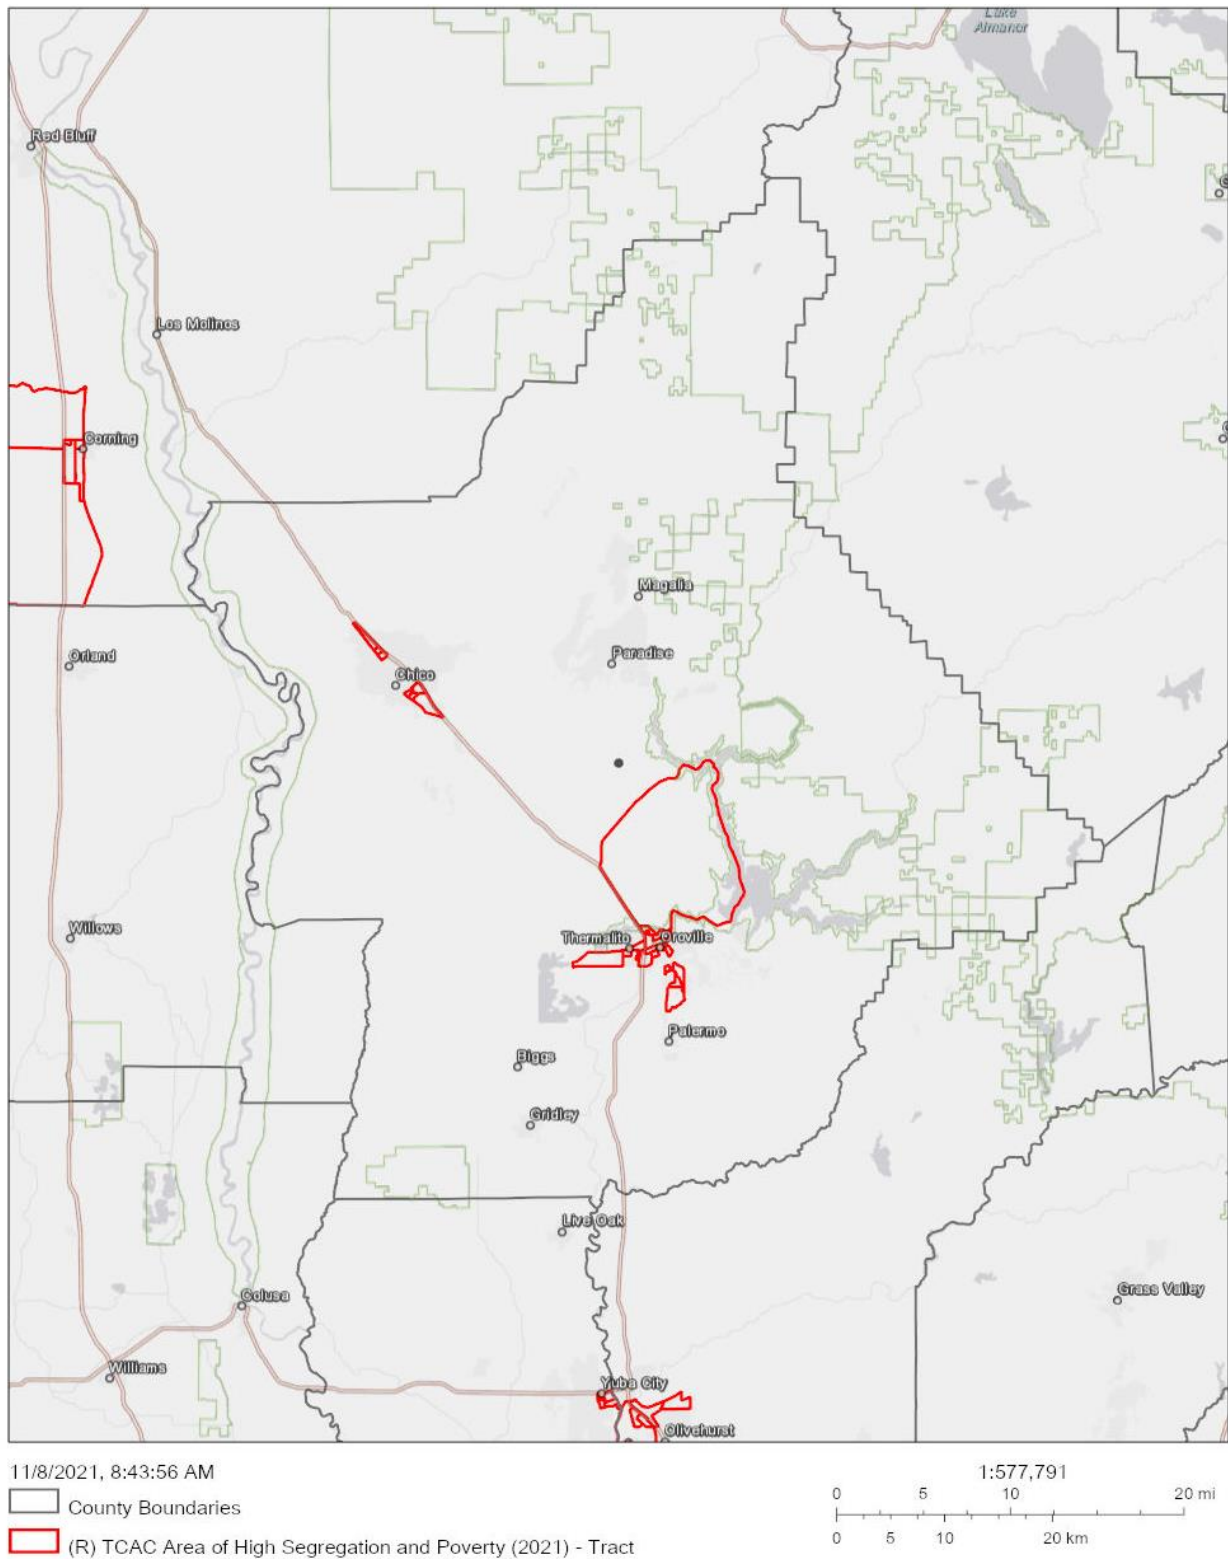 Lake
Almanor
Red Bluff
Los Molinos
Corning
Magalia
Orland
Paradise
Chico
Willows
Thermalito
Oroville
Palermo
Biggs
Gridley
Live Oak
Colusa
Grass Valley
Williams
Yuba City
Olivehurst
11/8/2021, 8:43:56 AM
1:577,791
0 5 10 20 mi
County Boundaries
0 5 10 20 km
(R) TCAC Area of High Segregation and Poverty (2021) - Tract